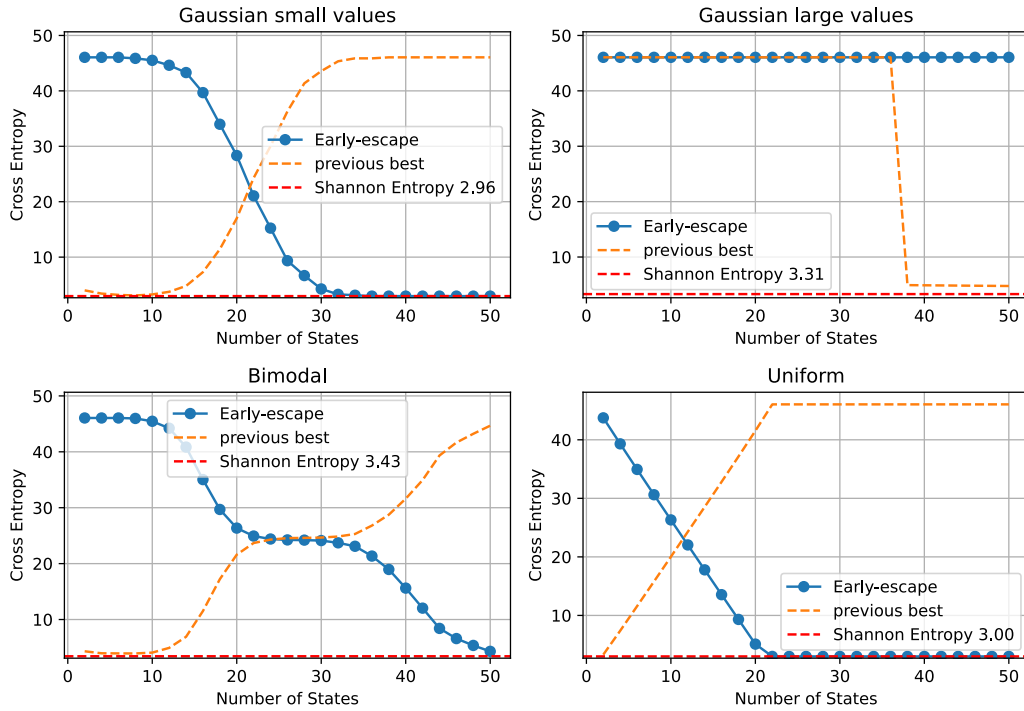 Gaussian small values
50
40
30
20
10
0 10 20 30 40 50
Cross Entropy
Number of States
Early-escape
previous best
Shannon Entropy 2.96
Gaussian large values
50
40
30
20
10
0 10 20 30 40 50
Cross Entropy
Number of States
Early-escape
previous best
Shannon Entropy 3.31
Bimodal
50
40
30
20
10
0 10 20 30 40 50
Cross Entropy
Number of States
Early-escape
previous best
Shannon Entropy 3.43
Uniform
40
30
20
10
0 10 20 30 40 50
Cross Entropy
Number of States
Early-escape
previous best
Shannon Entropy 3.00